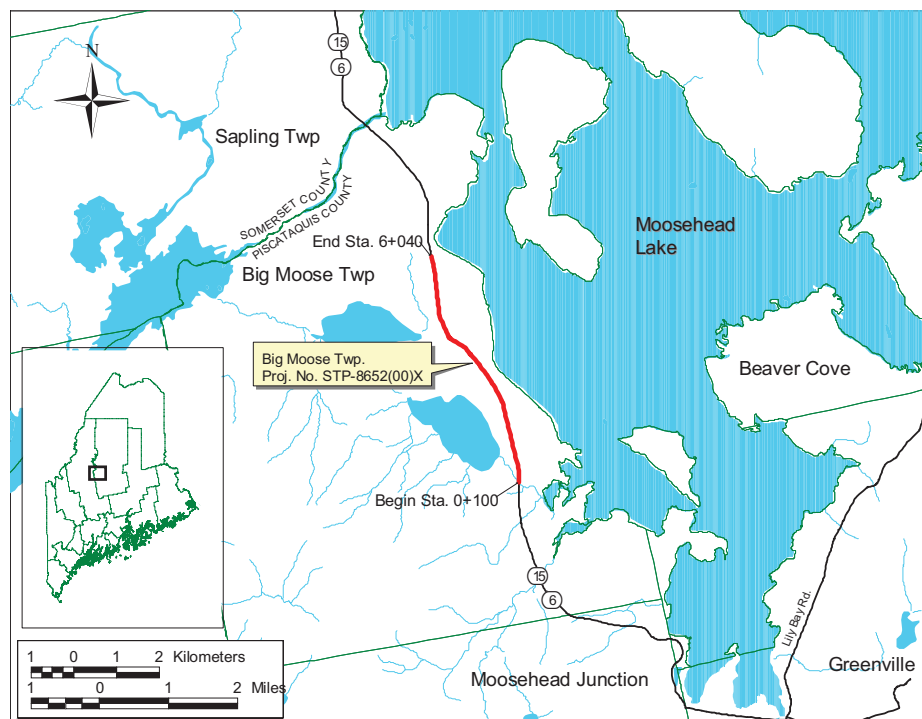 15
6
N
Sapling Twp
SOMERSET COUNTY
PISCATAQUIS COUNTY
Moosehead
Lake
End Sta. 6+040
Big Moose Twp
Big Moose Twp.
Proj. No. STP-8652(00)X
Beaver Cove
Begin Sta. 0+100
15
6
Lily Bay Rd.
Greenville
Moosehead Junction
1 0 1 2 Kilometers
1 0 1 2 Miles